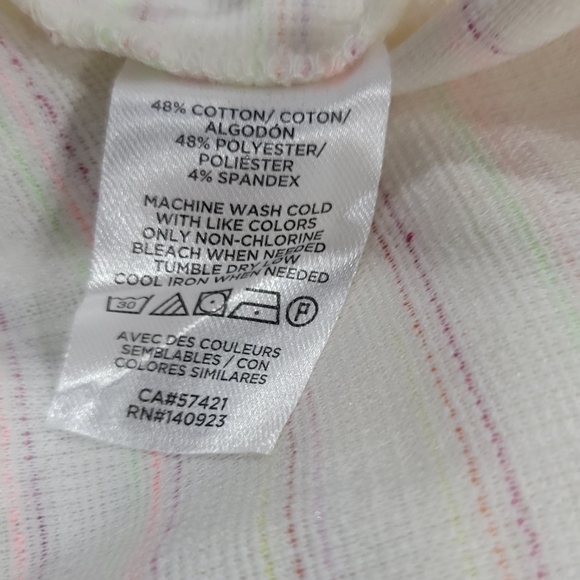 48% COTTON/ COTON/
ALGODÓN
48% POLYESTER/
POLIÉSTER
4% SPANDEX
MACHINE WASH COLD
WITH LIKE COLORS
ONLY NON-CHLORINE
BLEACH WHEN NEEDED
TUMBLE DRY LOW
COOL IRON WHEN NEEDED
30 P
AVEC DES COULEURS
SEMBLABLES / CON
COLORES SIMILARES
CA#57421
RN#140923